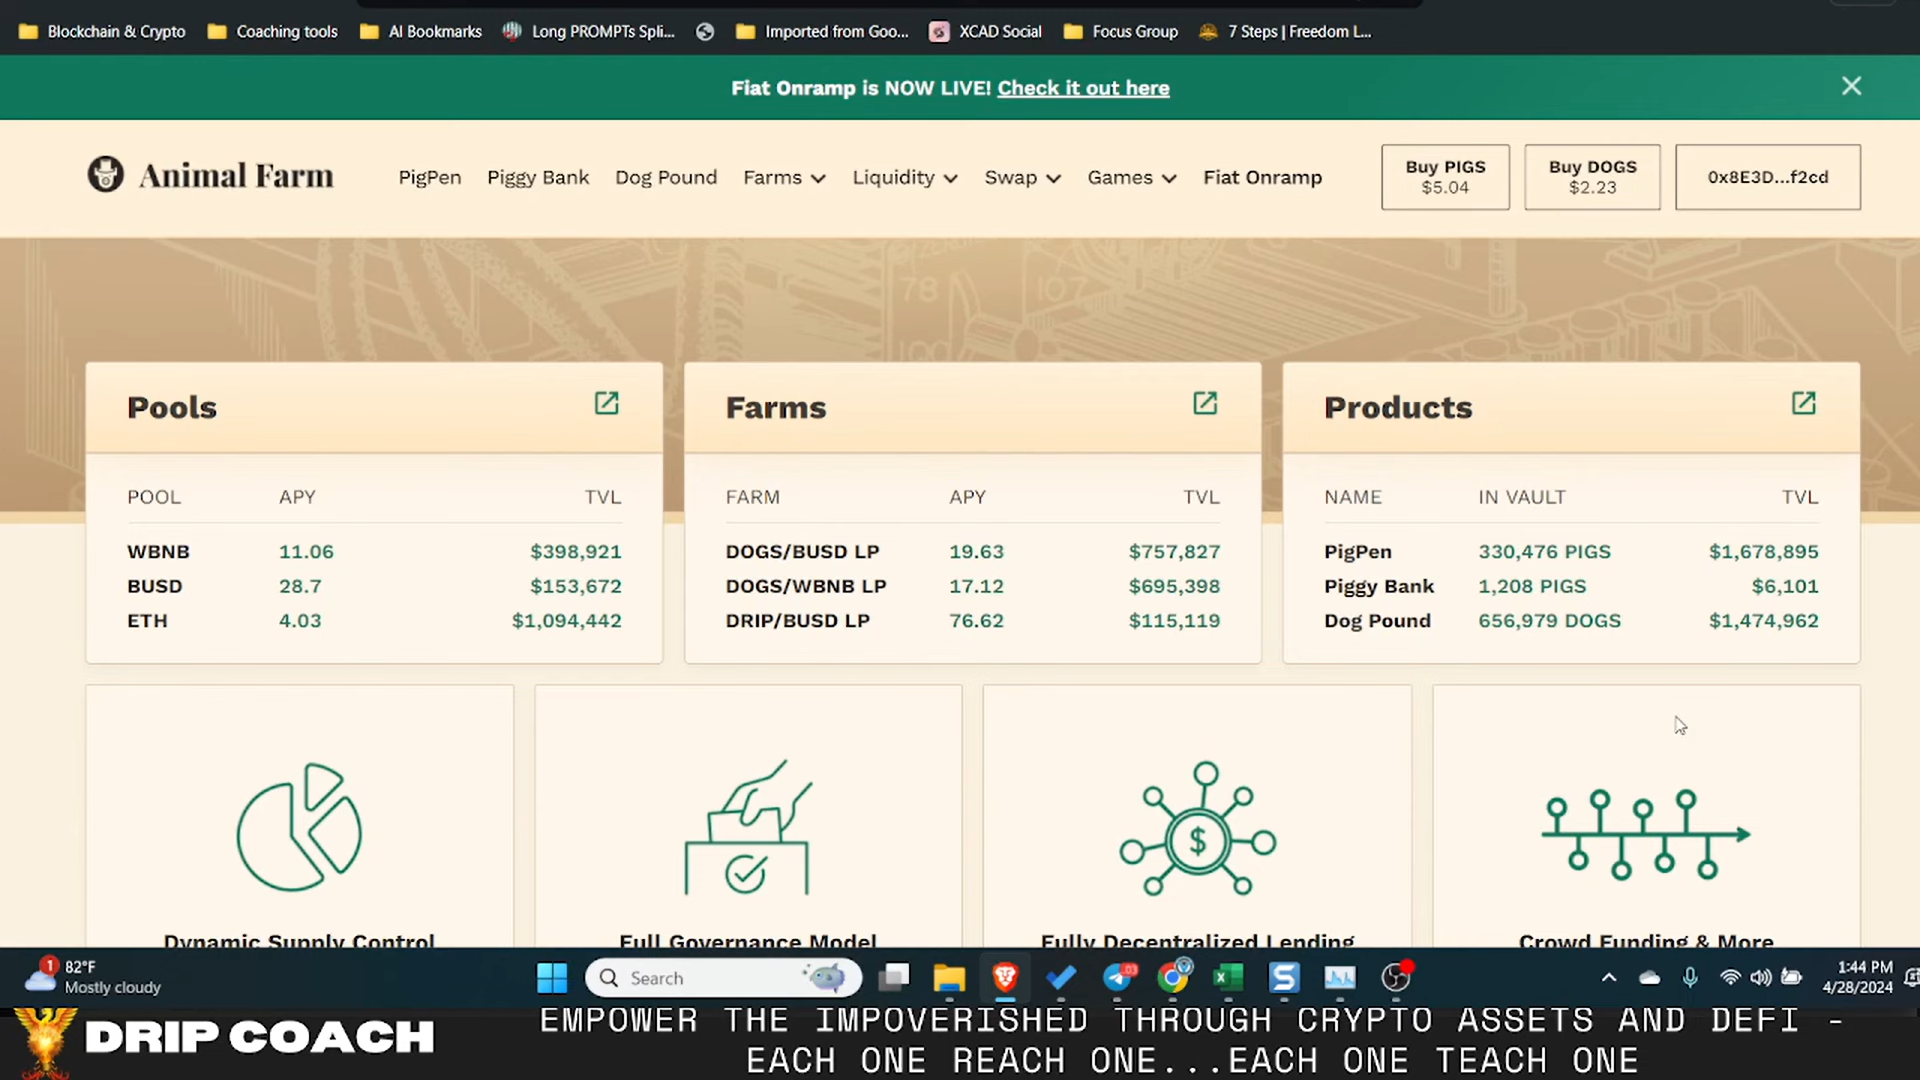 Blockchain & Crypto Coaching tools AI Bookmarks Long PROMPTs Spli... Imported from Goo... XCAD Social Focus Group 7 Steps | Freedom L...
Fiat Onramp is NOW LIVE! Check it out here
Animal Farm PigPen Piggy Bank Dog Pound Farms Liquidity Swap Games Fiat Onramp
Buy PIGS
$5.04
Buy DOGS
$2.23
0x8E3D...f2cd
78 107
100
Pools
POOL APY TVL
WBNB 11.06 $398,921
BUSD 28.7 $153,672
ETH 4.03 $1,094,442
Farms
FARM APY TVL
DOGS/BUSD LP 19.63 $757,827
DOGS/WBNB LP 17.12 $695,398
DRIP/BUSD LP 76.62 $115,119
Products
NAME IN VAULT TVL
PigPen 330,476 PIGS $1,678,895
Piggy Bank 1,208 PIGS $6,101
Dog Pound 656,979 DOGS $1,474,962
$
Dynamic Supply Control Full Governance Model Fully Decentralized Lending Crowd Funding & More
1
82°F
Mostly cloudy
Search
03
1:44 PM
4/28/2024
DRIP COACH
EMPOWER THE IMPOVERISHED THROUGH CRYPTO ASSETS AND DEFI -
EACH ONE REACH ONE...EACH ONE TEACH ONE